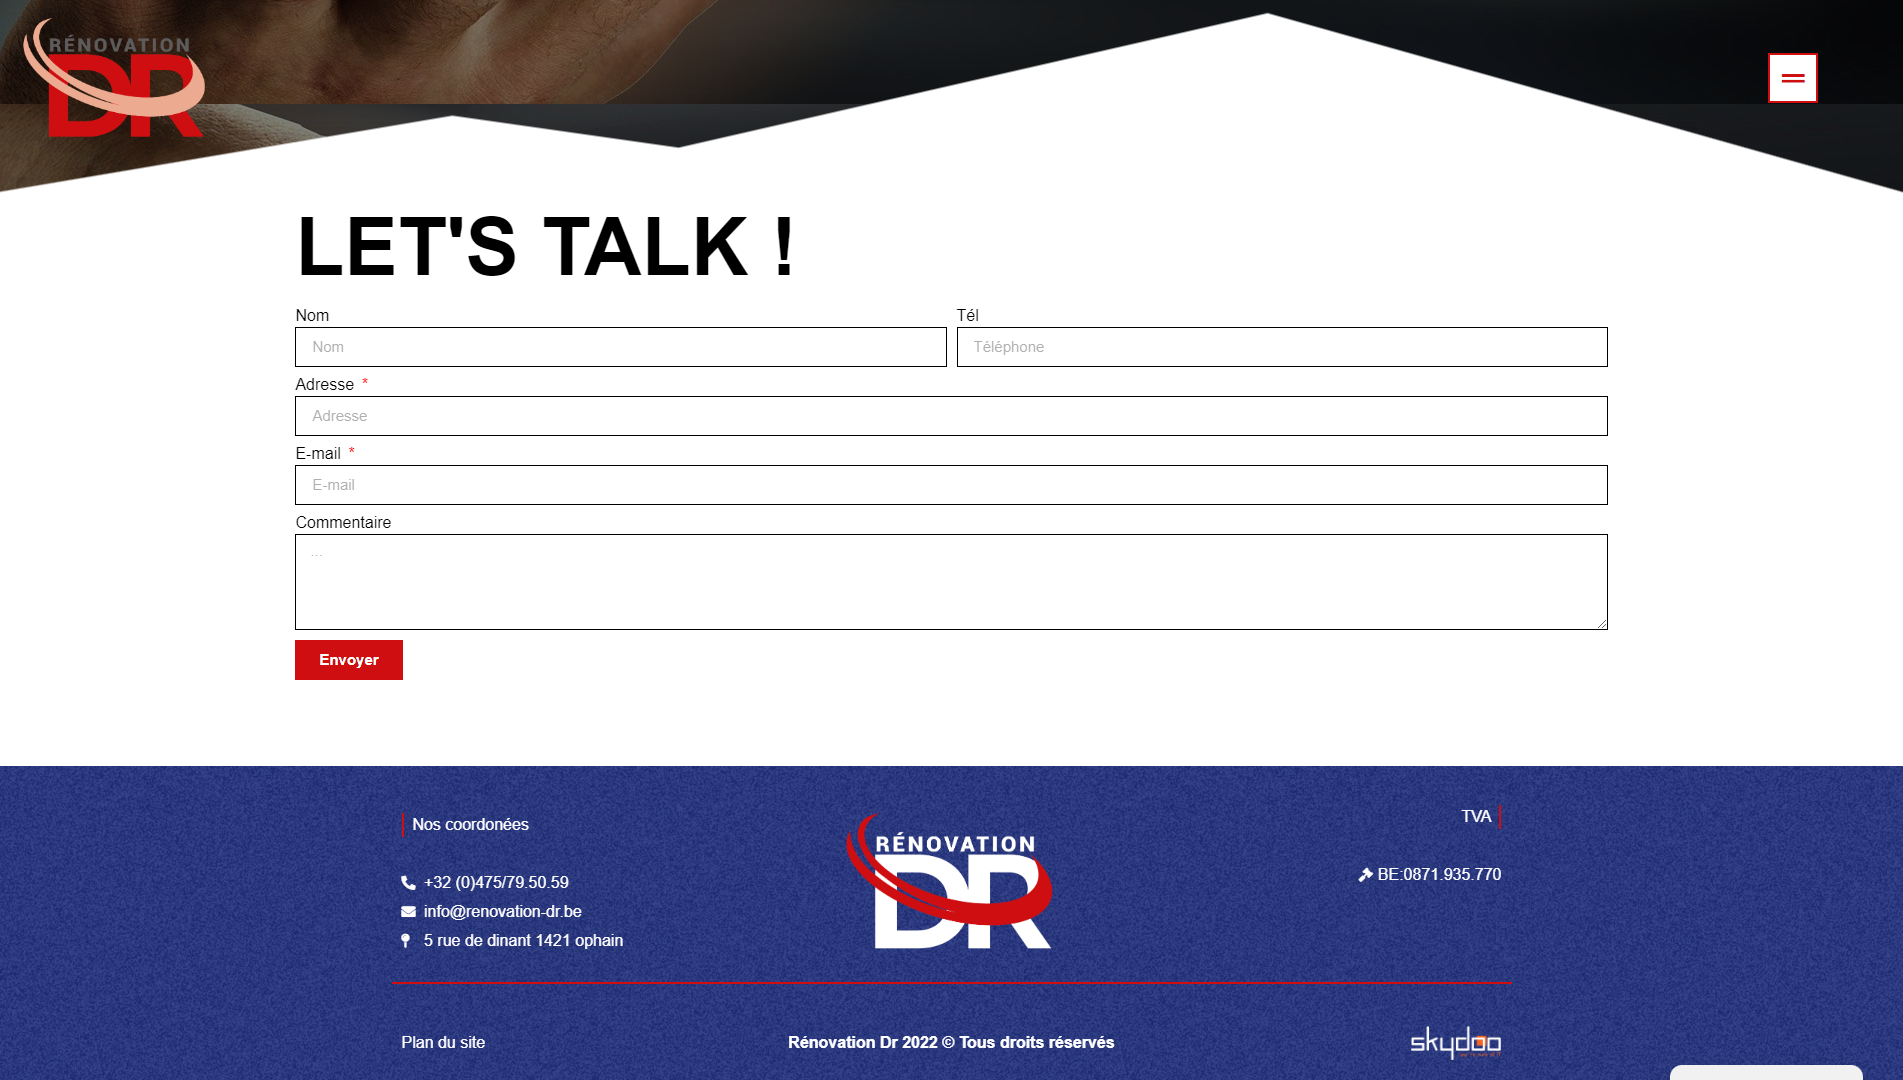 RÉNOVATION
DR
LET'S TALK !
Nom
Tél
Nom
Téléphone
Adresse *
Adresse
E-mail *
E-mail
Commentaire
...
Envoyer
Nos coordonées
+32 (0)475/79.50.59
info@renovation-dr.be
5 rue de dinant 1421 ophain
RÉNOVATION
DR
TVA
BE:0871.935.770
Plan du site
Rénovation Dr 2022 © Tous droits réservés
skydoo